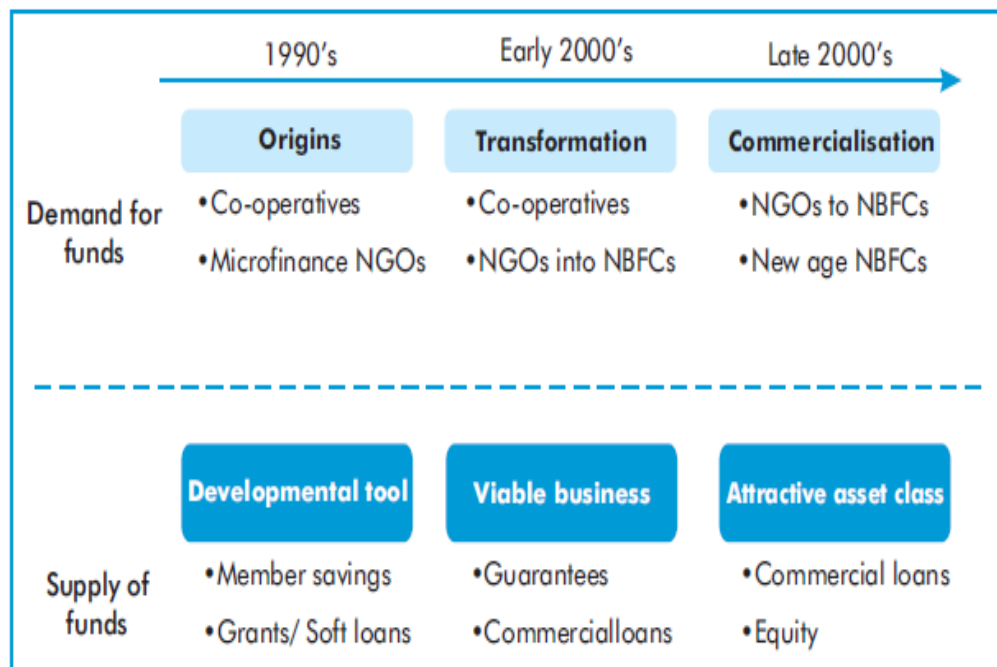 1990's Early 2000's Late 2000's
Origins Transformation Commercialisation
Demand for
funds
•Co-operatives •Co-operatives •NGOs to NBFCs
•Microfinance NGOs •NGOs into NBFCs •New age NBFCs
Developmental tool Viable business Attractive asset class
Supply of
funds
•Member savings •Guarantees •Commercial loans
•Grants/ Soft loans •Commercialloans •Equity